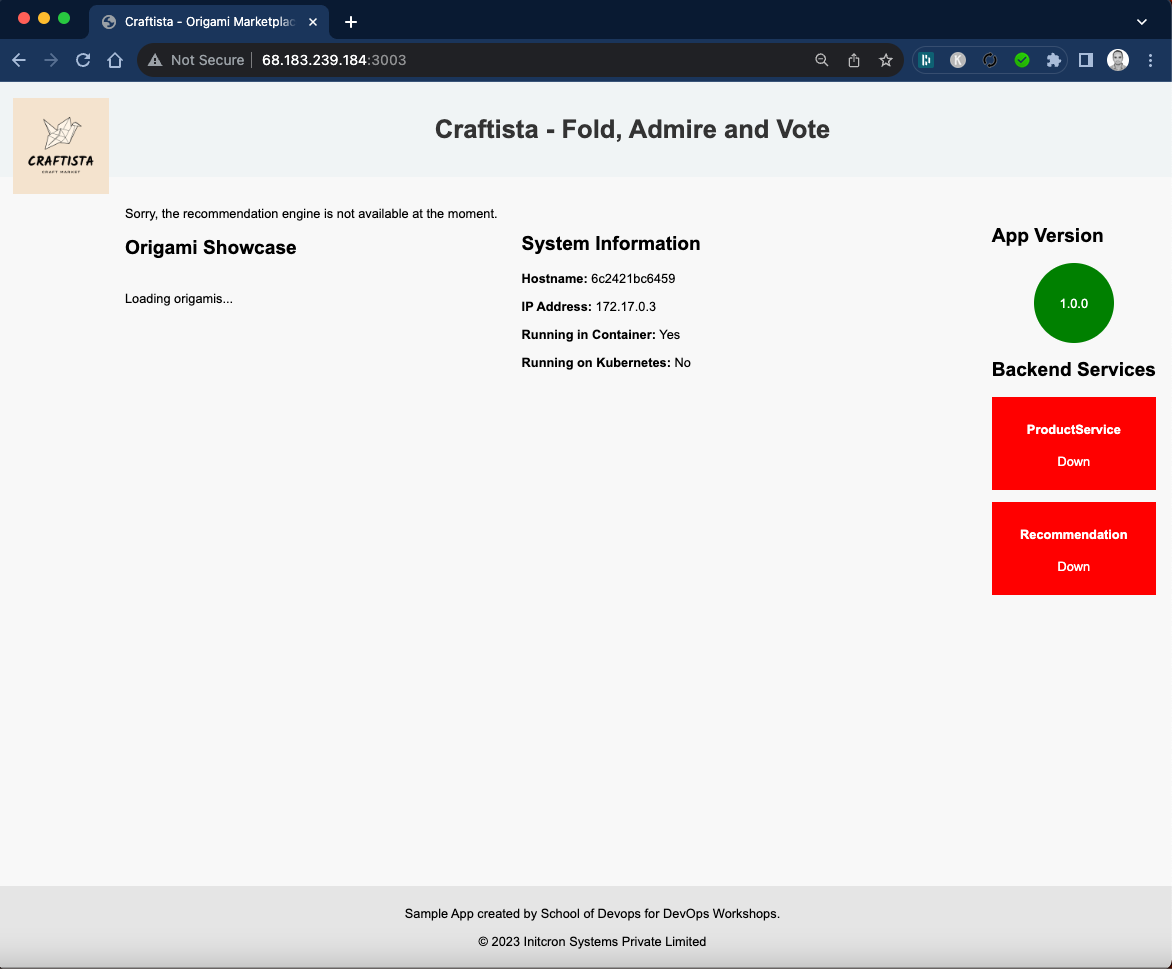 Craftista - Origami Marketplac
Not Secure
68.183.239.184:3003
K
CRAFTISTA
CRAFT MARKET
Craftista - Fold, Admire and Vote
Sorry, the recommendation engine is not available at the moment.
Origami Showcase
Loading origamis...
System Information
Hostname: 6c2421bc6459
IP Address: 172.17.0.3
Running in Container: Yes
Running on Kubernetes: No
App Version
1.0.0
Backend Services
ProductService
Down
Recommendation
Down
Sample App created by School of Devops for DevOps Workshops.
© 2023 Initcron Systems Private Limited